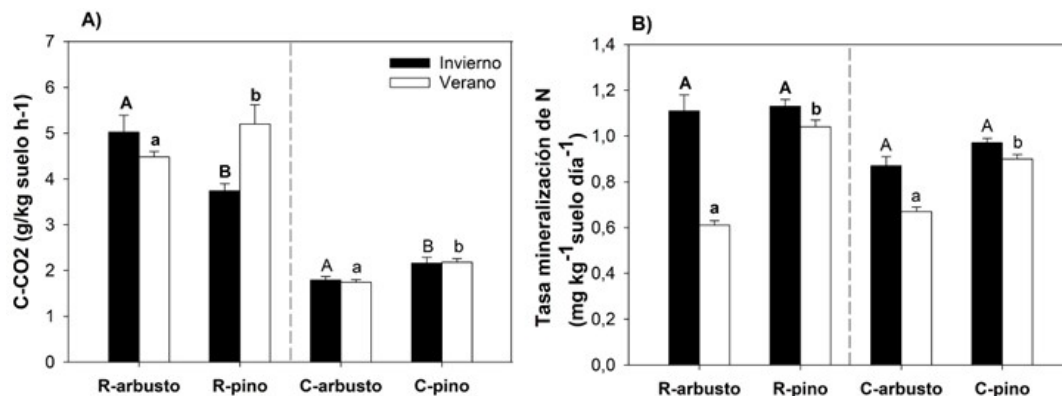 A)
C-CO2 (g/kg suelo h-1)
7
6
5
4
3
2
1
0
Invierno
Verano
A
a
B
b
A
a
B
b
R-arbusto R-pino C-arbusto C-pino
B)
Tasa mineralización de N
(mg kg⁻¹ suelo día⁻¹)
1,4
1,2
1,0
0,8
0,6
0,4
0,2
0,0
A
a
A
b
A
a
A
b
R-arbusto R-pino C-arbusto C-pino